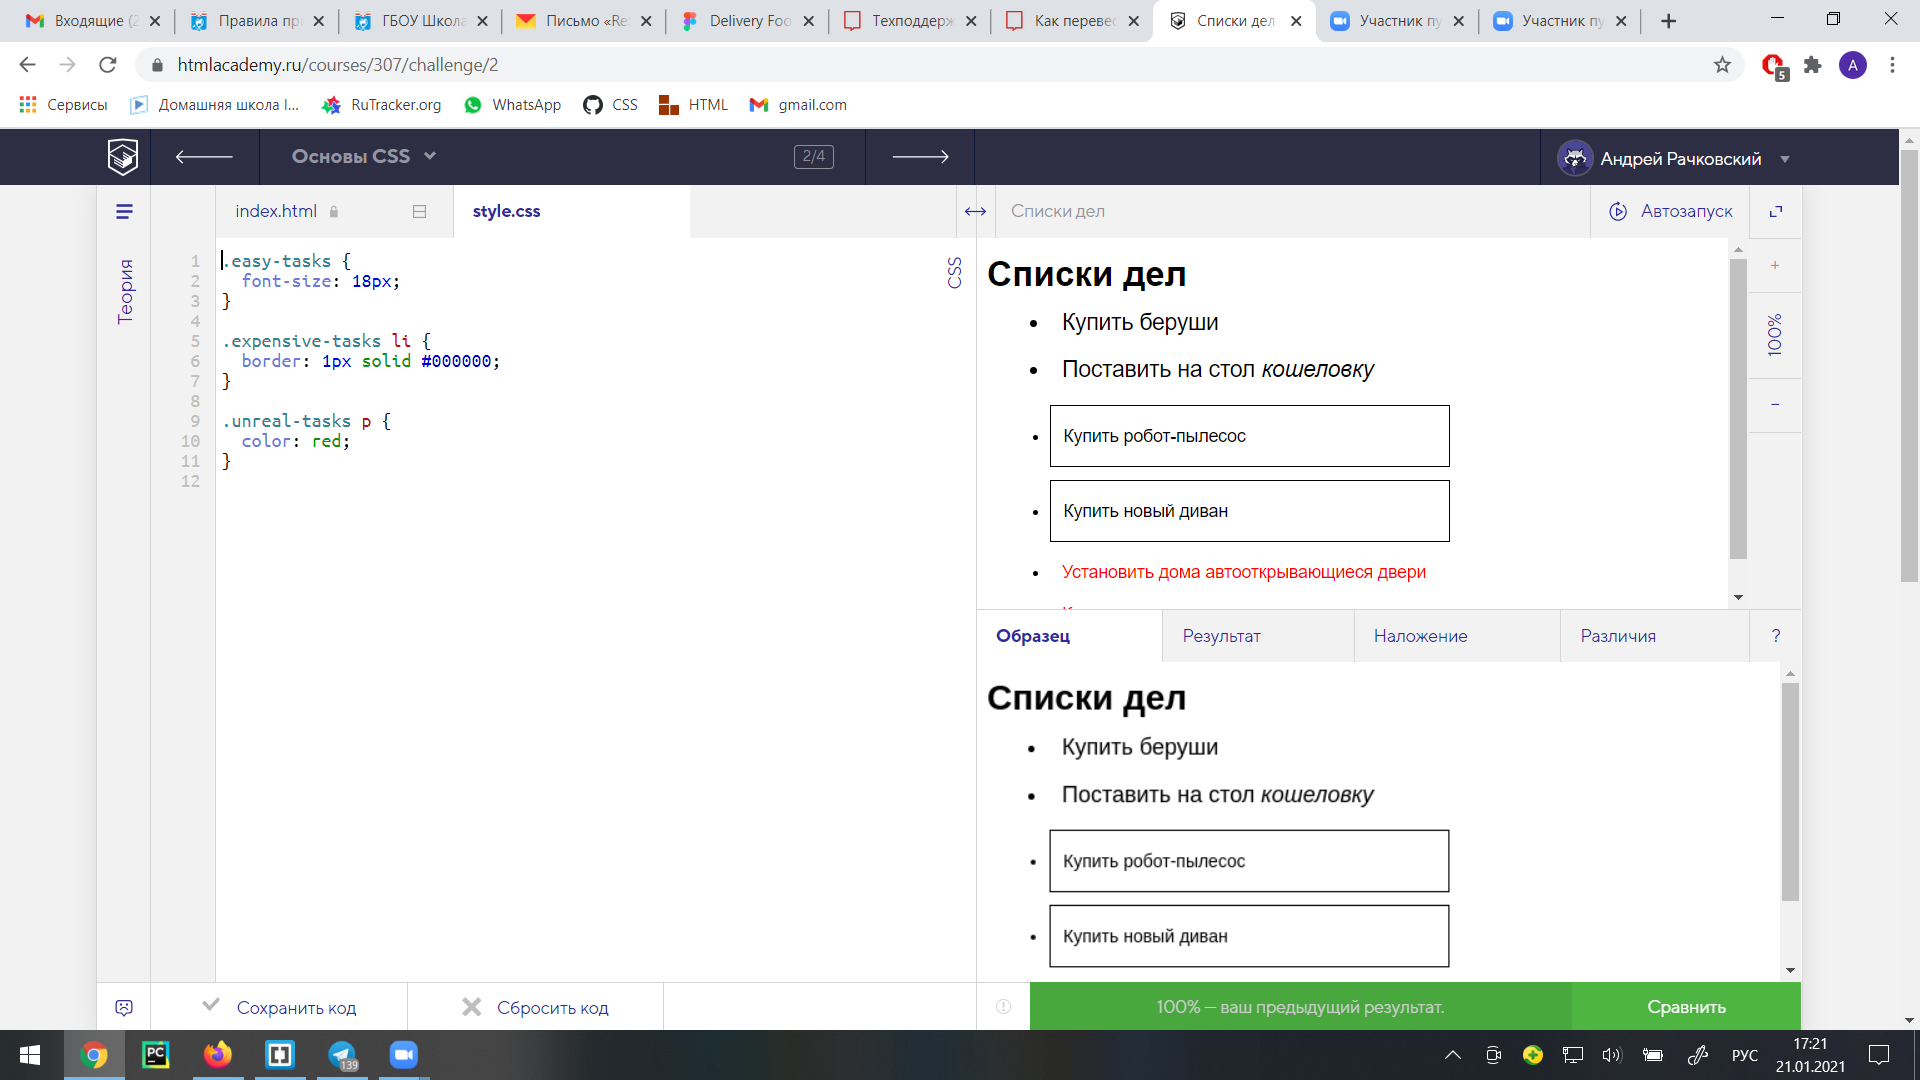 Входящие (2
Правила пр
ГБОУ Школа
Письмо «Re
Delivery Foo
Техподдерж
Как перевес
Списки дел
Участник пу
Участник пу
htmlacademy.ru/courses/307/challenge/2
5
A
Сервисы
Домашняя школа I...
RuTracker.org
WhatsApp
CSS
HTML
gmail.com
Основы CSS
2/4
Андрей Рачковский
index.html
style.css
Списки дел
Автозапуск
Теория
CSS
1 .easy-tasks {
2 font-size: 18px;
3 }
4
5 .expensive-tasks li {
6 border: 1px solid #000000;
7 }
8
9 .unreal-tasks p {
10 color: red;
11 }
12
Списки дел
• Купить беруши
• Поставить на стол кошеловку
• Купить робот-пылесос
• Купить новый диван
• Установить дома автооткрывающиеся двери
+
100%
−
Образец
Результат
Наложение
Различия
?
Списки дел
• Купить беруши
• Поставить на стол кошеловку
• Купить робот-пылесос
• Купить новый диван
Сохранить код
Сбросить код
100% — ваш предыдущий результат.
Сравнить
PC
139
РУС
17:21
21.01.2021